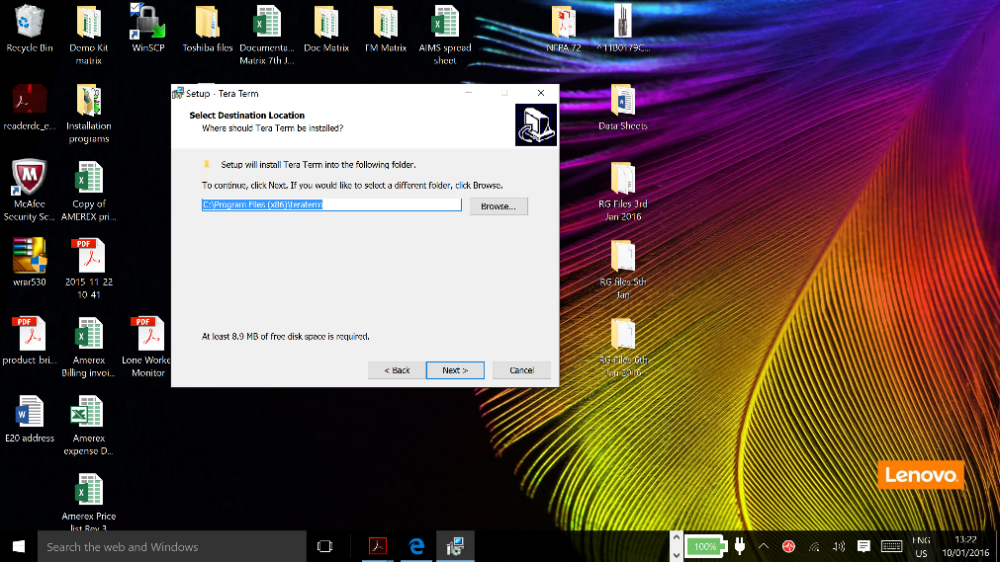 Recycle Bin
Demo Kit
matrix
WinSCP
Toshiba files
Documenta...
Matrix 7th J...
Doc Matrix
FM Matrix
AIMS spread
sheet
NFPA 72
^11B0179C...
readerdc_e...
Installation
programs
Data Sheets
McAfee
Security Sc...
Copy of
AMEREX pri...
RG Files 3rd
Jan 2016
wrar530
PDF
2015-11-22
10-41
RG files 5th
Jan
PDF
product-bri...
Amerex
Billing invoi...
PDF
Lone Worke
Monitor
RG files 6th
Jan 2016
E20 address
Amerex
expense D...
Amerex Price
list Rev 3
Setup - Tera Term
Select Destination Location
Where should Tera Term be installed?
Setup will install Tera Term into the following folder.
To continue, click Next. If you would like to select a different folder, click Browse.
C:\Program Files (x86)\teraterm
Browse...
At least 8.9 MB of free disk space is required.
< Back
Next >
Cancel
Lenovo
Search the web and Windows
100%
ENG
US
13:22
10/01/2016